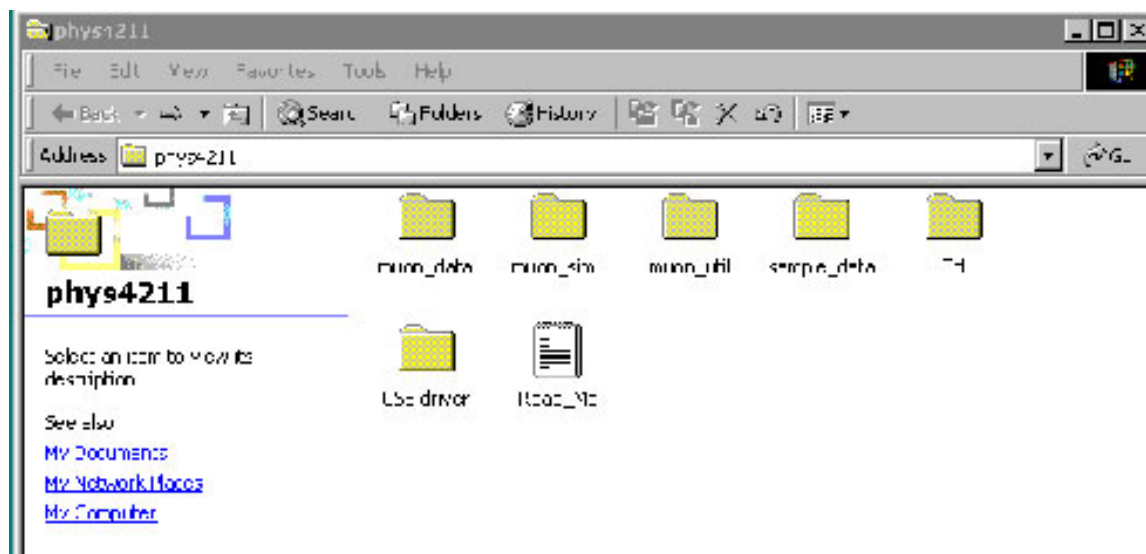 phys4211
File Edit View Favorites Tools Help
Back Search Folders History
Address phys4211
muon_data muon_sim muon_util sample_data
phys4211
Select an item to view its
description
USB driver Read_Me
See also
My Documents
My Network Places
My Computer